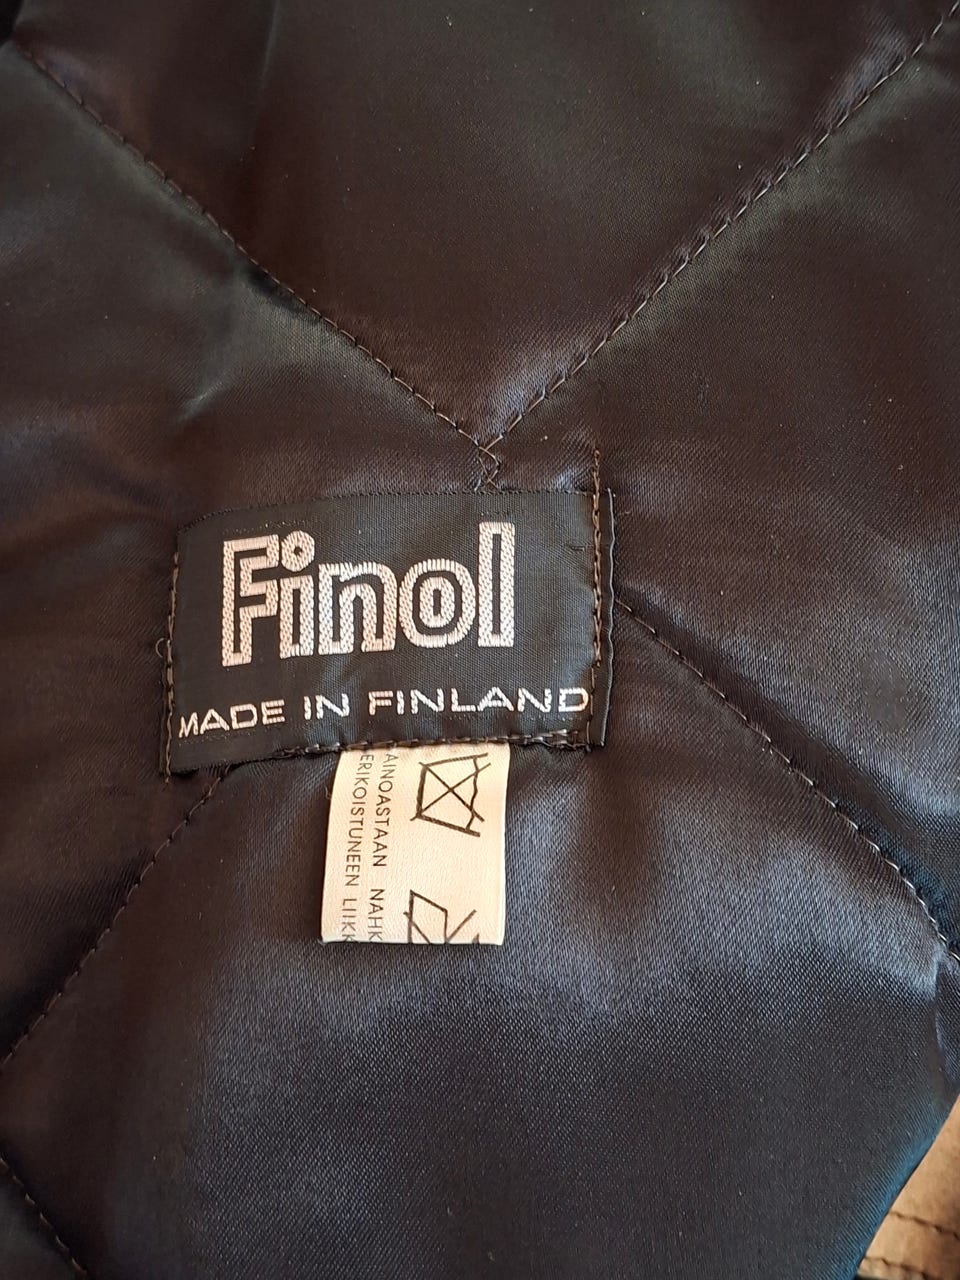 Finol
MADE IN FINLAND
AINOASTAAN
ERIKOISTUNEEN